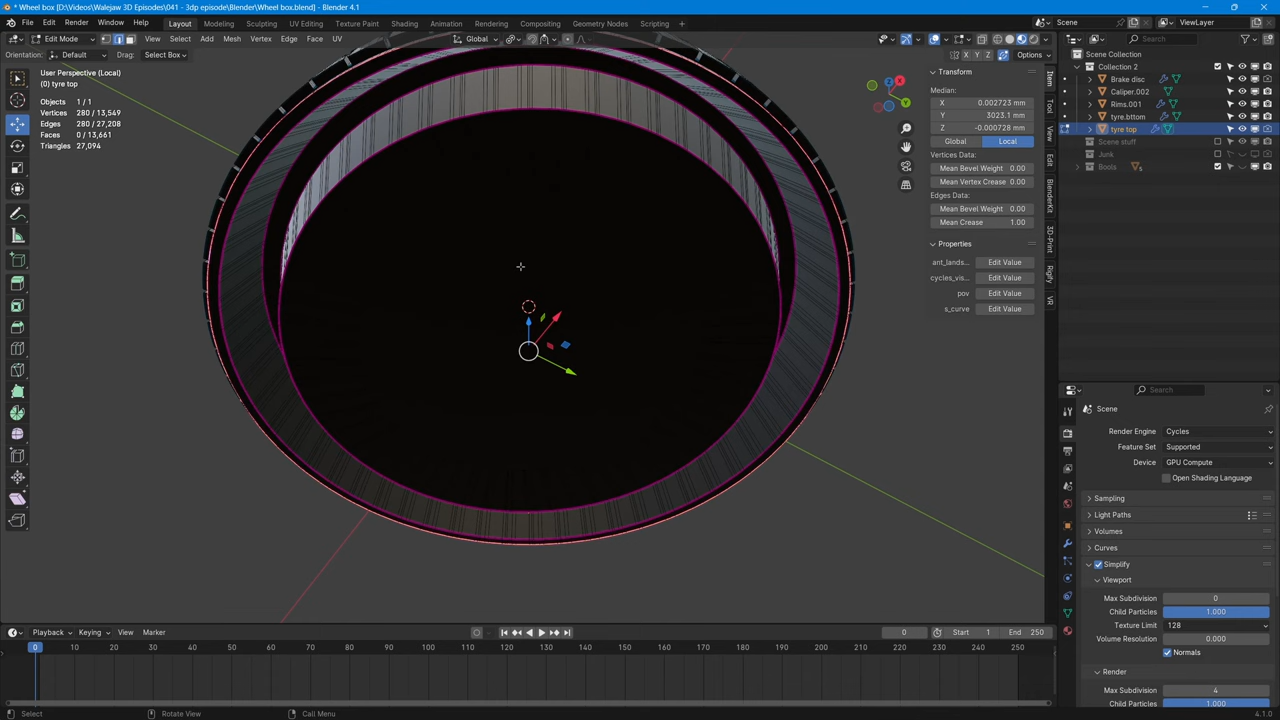 * Wheel box [D:\Videos\Walejaw 3D Episodes\041 - 3dp episode\Blender\Wheel box.blend] - Blender 4.1
File Edit Render Window Help Layout Modeling Sculpting UV Editing Texture Paint Shading Animation Rendering Compositing Geometry Nodes Scripting + Scene ViewLayer
Edit Mode View Select Add Mesh Vertex Edge Face UV Global
Orientation: Default Drag: Select Box X Y Z Options
User Perspective (Local)
(0) tyre top
Objects 1 / 1
Vertices 280 / 13,549
Edges 280 / 27,208
Faces 0 / 13,661
Triangles 27,094
Z X Y
Transform
Median:
X 0.002723 mm
Y 3023.1 mm
Z -0.000728 mm
Global Local
Vertices Data:
Mean Bevel Weight 0.00
Mean Vertex Crease 0.00
Edges Data:
Mean Bevel Weight 0.00
Mean Crease 1.00
Properties
ant_lands... Edit Value
cycles_vis... Edit Value
pov Edit Value
s_curve Edit Value
Item
Tool
View
Edit
BlenderKit
3D-Print
Rigify
VR
Search
Scene Collection
Collection 2
Brake disc
Caliper.002
Rims.001
tyre.bttom
tyre top
Scene stuff
Junk
Bools 5
Search
Scene
Render Engine Cycles
Feature Set Supported
Device GPU Compute
Open Shading Language
Sampling
Light Paths
Volumes
Curves
Simplify
Viewport
Max Subdivision 0
Child Particles 1.000
Texture Limit 128
Volume Resolution 0.000
Normals
Render
Max Subdivision 4
Child Particles 1.000
Playback Keying View Marker 0 Start 1 End 250
0 10 20 30 40 50 60 70 80 90 100 110 120 130 140 150 160 170 180 190 200 210 220 230 240 250
Select Rotate View Call Menu 4.1.0